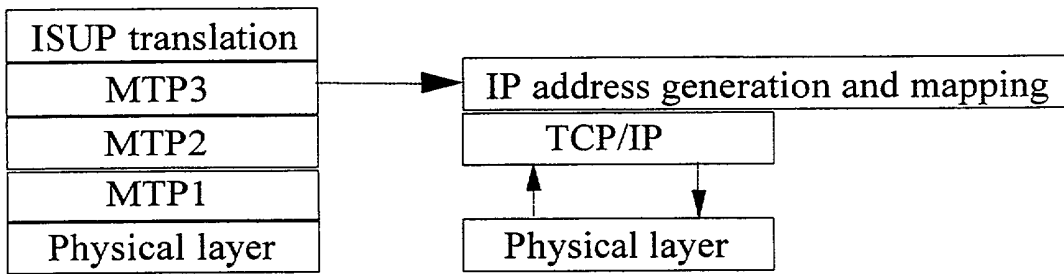 ISUP translation
MTP3
MTP2
MTP1
Physical layer
IP address generation and mapping
TCP/IP
Physical layer